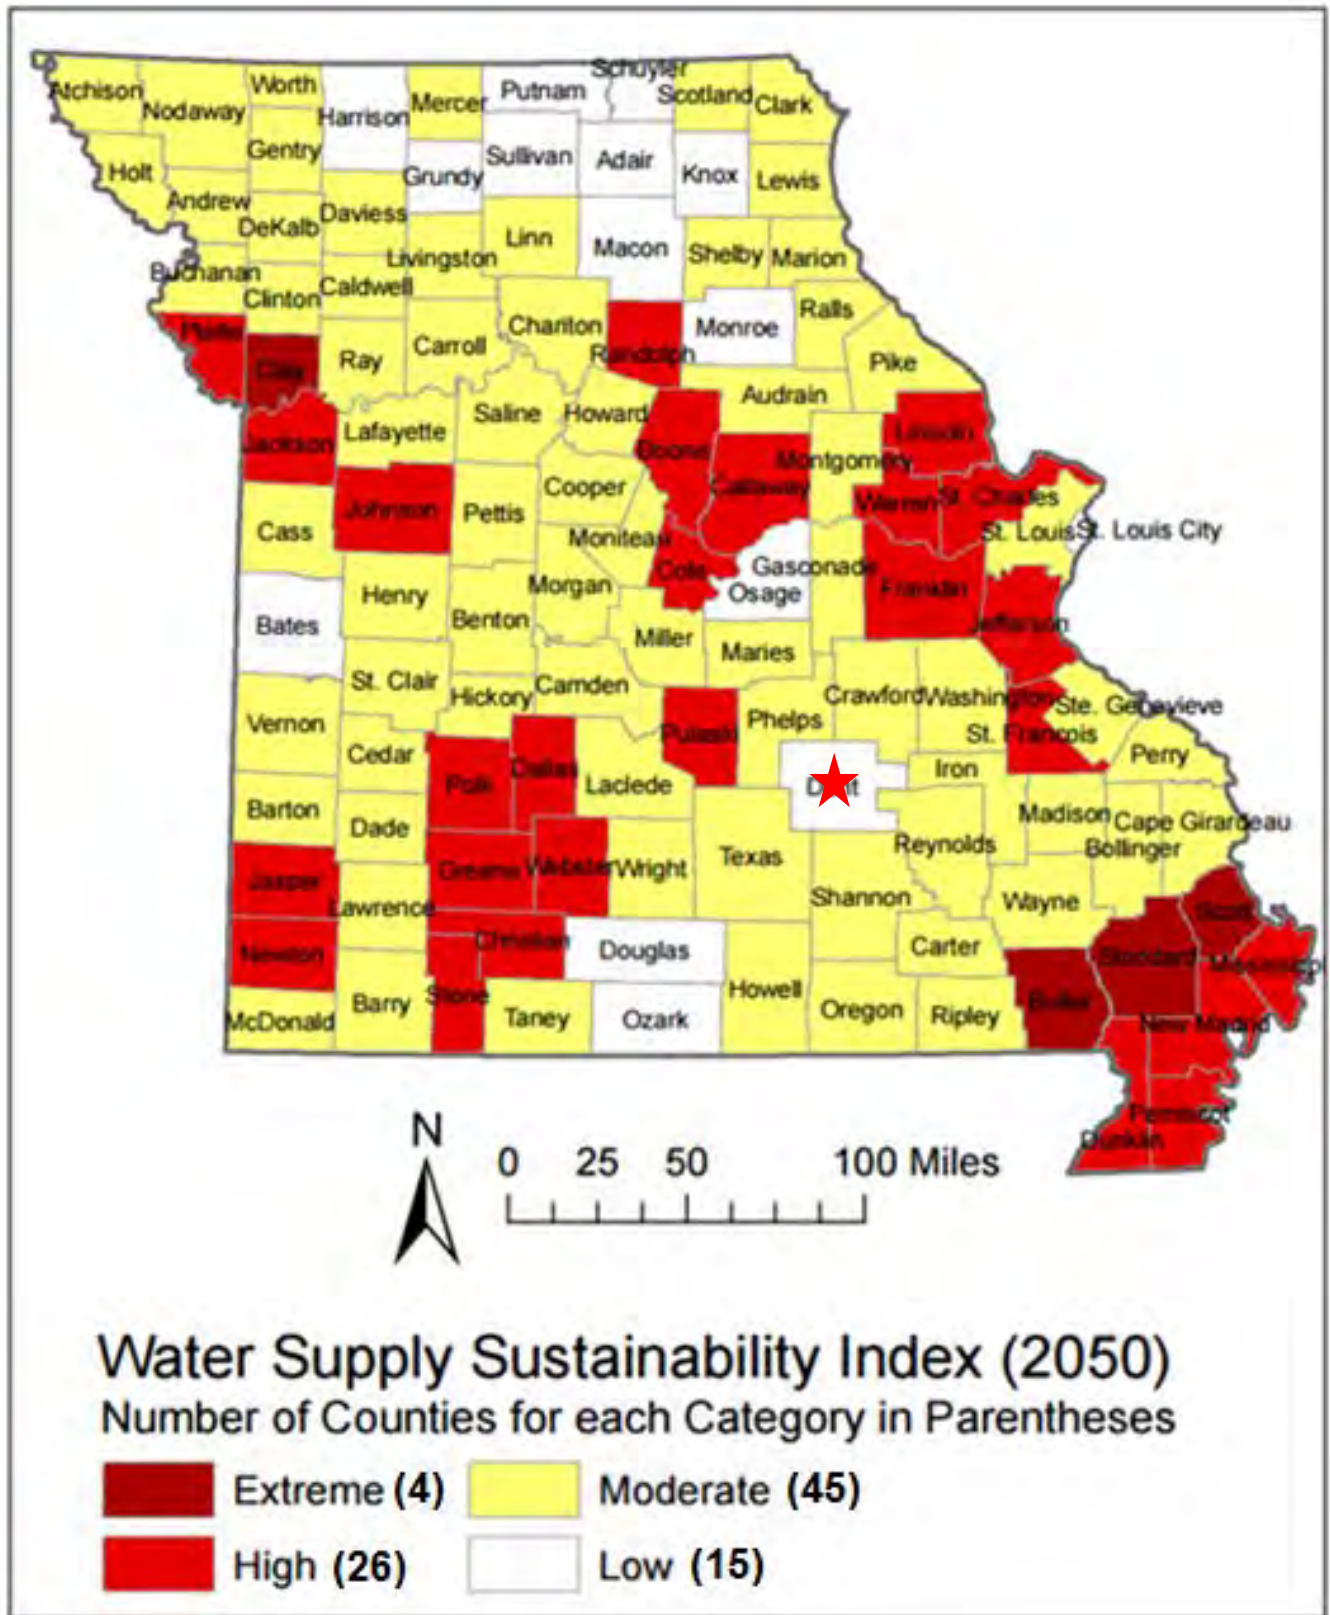 Schuyler
Atchison
Worth
Putnam
Scotland
Clark
Nodaway
Harrison
Mercer
Gentry
Sullivan
Adair
Knox
Lewis
Holt
Grundy
Andrew
DeKalb
Daviess
Linn
Macon
Shelby
Marion
Livingston
Buchanan
Clinton
Caldwell
Ralls
Platte
Chariton
Randolph
Monroe
Clay
Ray
Carroll
Pike
Audrain
Saline
Howard
Jackson
Lafayette
Boone
Lincoln
Montgomery
Cooper
Callaway
Warren
St. Charles
Johnson
Pettis
Cass
Moniteau
St. Louis
St. Louis City
Cole
Gasconade
Henry
Morgan
Osage
Franklin
Bates
Benton
Miller
Jefferson
Maries
St. Clair
Hickory
Camden
Crawford
Washington
Ste. Genevieve
Vernon
Phelps
Pulaski
St. Francois
Cedar
Perry
Polk
Dallas
Laclede
Iron
Barton
Dade
Madison
Cape Girardeau
Reynolds
Bollinger
Jasper
Greene
Webster
Wright
Texas
Lawrence
Shannon
Wayne
Scott
Newton
Christian
Douglas
Carter
Stoddard
Mississippi
Stone
Barry
Howell
Butler
McDonald
Taney
Ozark
Oregon
Ripley
New Madrid
Pemiscot
Dunklin
N
0 25 50 100 Miles
Water Supply Sustainability Index (2050)
Number of Counties for each Category in Parentheses
Extreme (4) Moderate (45)
High (26) Low (15)